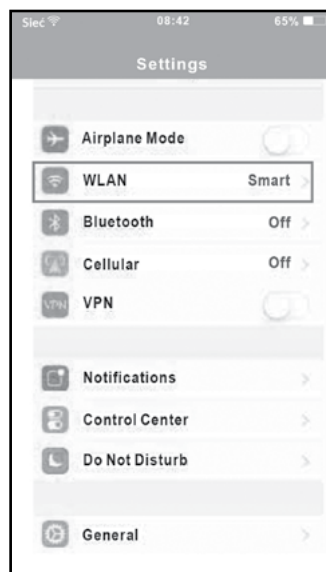 Sieć 08:42 65%
Settings
Airplane Mode
WLAN Smart
Bluetooth Off
Cellular Off
VPN VPN
Notifications
Control Center
Do Not Disturb
General